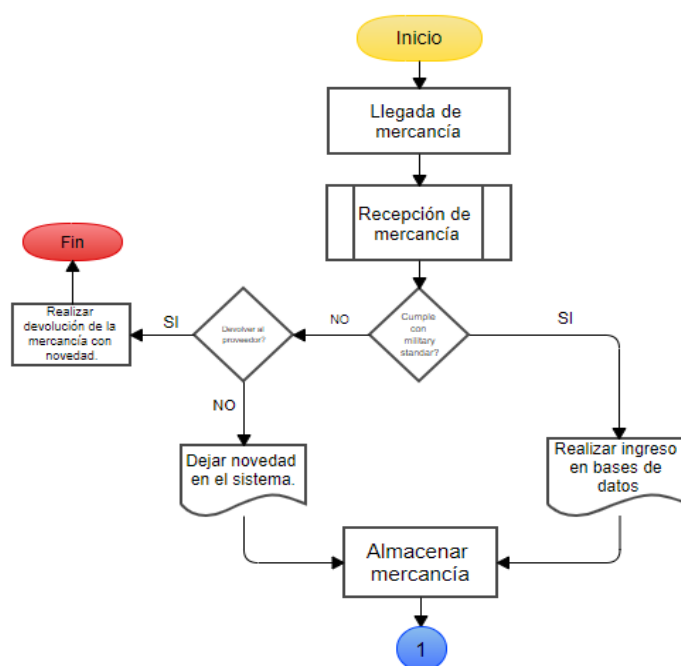 Inicio
Llegada de
mercancía
Recepción de
mercancía
Fin
Realizar
devolución de la
mercancía con
novedad.
SI
Devolver al
proveedor?
NO
Cumple
con
military
standar?
SI
NO
Dejar novedad
en el sistema.
Realizar ingreso
en bases de
datos
Almacenar
mercancía
1